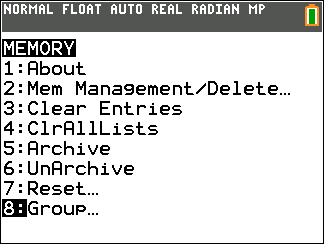 NORMAL FLOAT AUTO REAL RADIAN MP
MEMORY
1:About
2:Mem Management/Delete…
3:Clear Entries
4:ClrAllLists
5:Archive
6:UnArchive
7:Reset…
8:Group…